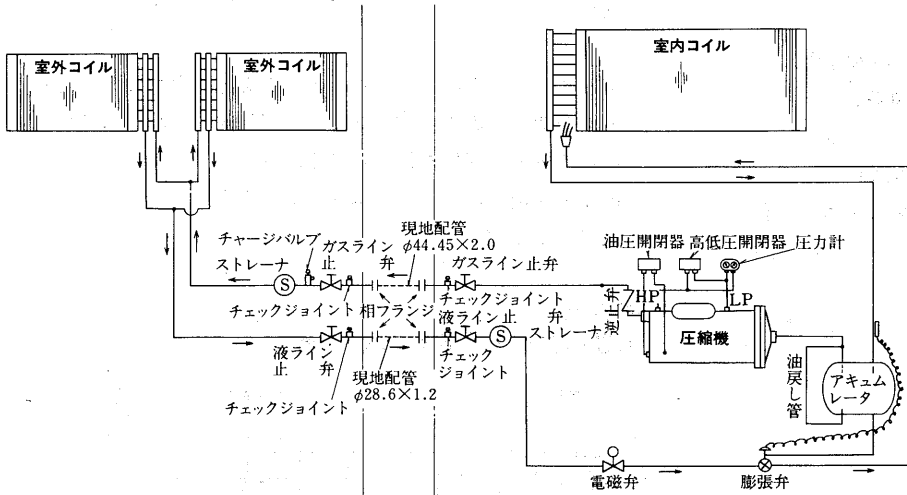 室外コイル
室外コイル
室内コイル
チャージバルブ
ストレーナ
ガスライン
止 弁
現地配管
φ44.45×2.0
ガスライン止弁
油圧開閉器
高低圧開閉器
圧力計
S
チェックジョイント
相フランジ
チェックジョイント
液ライン止 弁
ストレーナ
逆止弁
HP
LP
圧縮機
液ライン
止 弁
S
チェック
ジョイント
現地配管
φ28.6×1.2
チェックジョイント
油戻し管
アキュム
レータ
電磁弁
膨張弁